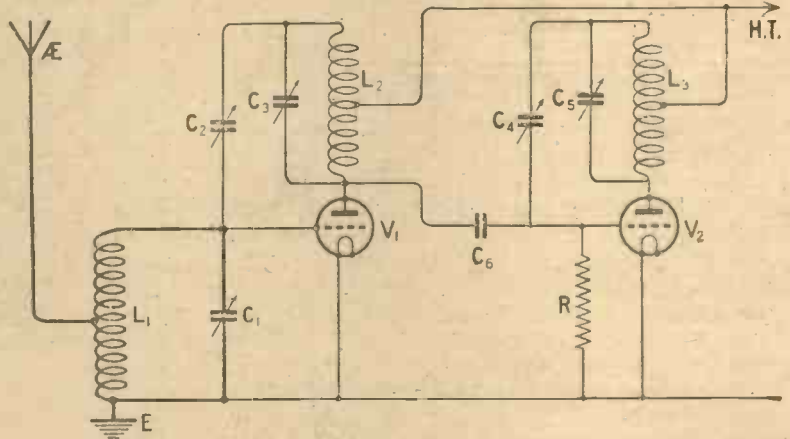 Æ
H.T.
C₂
C₃
L₂
C₄
C₅
L₃
V₁
V₂
C₆
L₁
C₁
R
E